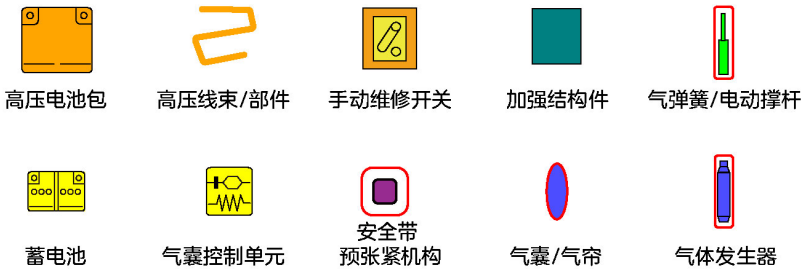 高压电池包
高压线束/部件
手动维修开关
加强结构件
气弹簧/电动撑杆
蓄电池
气囊控制单元
安全带
预张紧机构
气囊/气帘
气体发生器